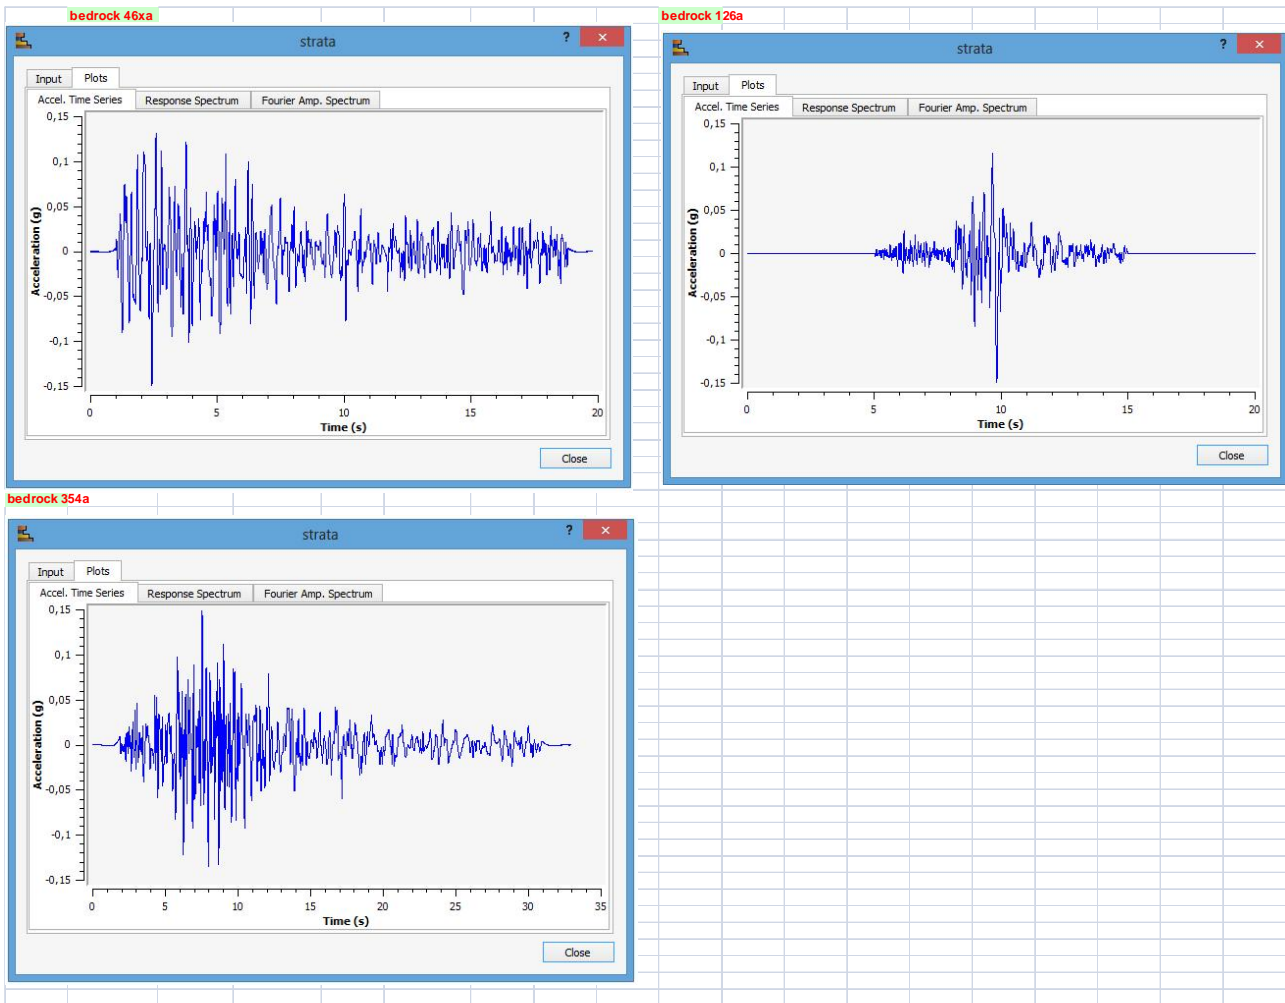 bedrock 46xa
strata
?
Input Plots
Accel. Time Series Response Spectrum Fourier Amp. Spectrum
0,15
0,1
0,05
0
-0,05
-0,1
-0,15
Acceleration (g)
0 5 10 15 20
Time (s)
Close
bedrock 126a
strata
?
Input Plots
Accel. Time Series Response Spectrum Fourier Amp. Spectrum
0,15
0,1
0,05
0
-0,05
-0,1
-0,15
Acceleration (g)
0 5 10 15 20
Time (s)
Close
bedrock 354a
strata
?
Input Plots
Accel. Time Series Response Spectrum Fourier Amp. Spectrum
0,15
0,1
0,05
0
-0,05
-0,1
-0,15
Acceleration (g)
0 5 10 15 20 25 30 35
Time (s)
Close